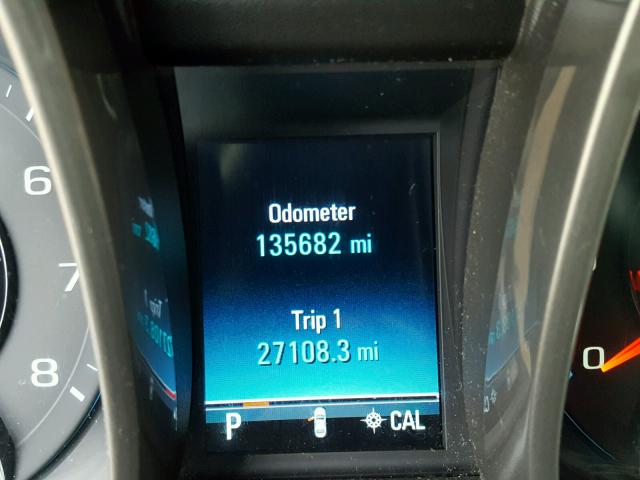 Odometer
135682 mi
Trip 1
27108.3 mi
P
CAL
6
7
8
0